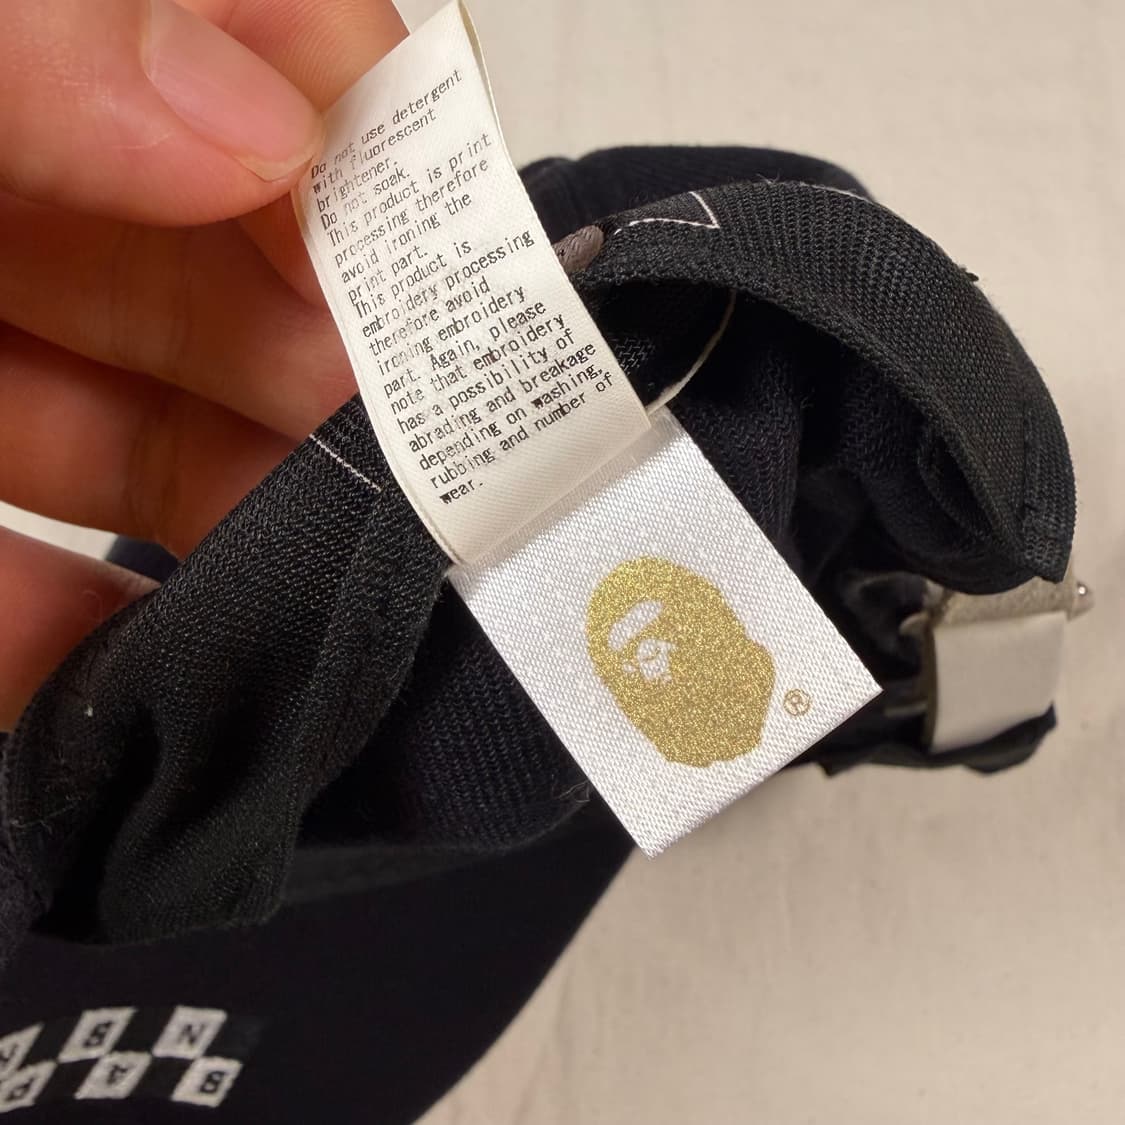 Do not use detergent
with fluorescent
brightener.
Do not soak.
This product is print
processing therefore
avoid ironing the
print part.
This product is
embroidery processing
therefore avoid
ironing embroidery
part. Again, please
note that embroidery
has a possibility of
abrading and breakage
depending on washing,
rubbing and number of
wear.
®
B N
A B